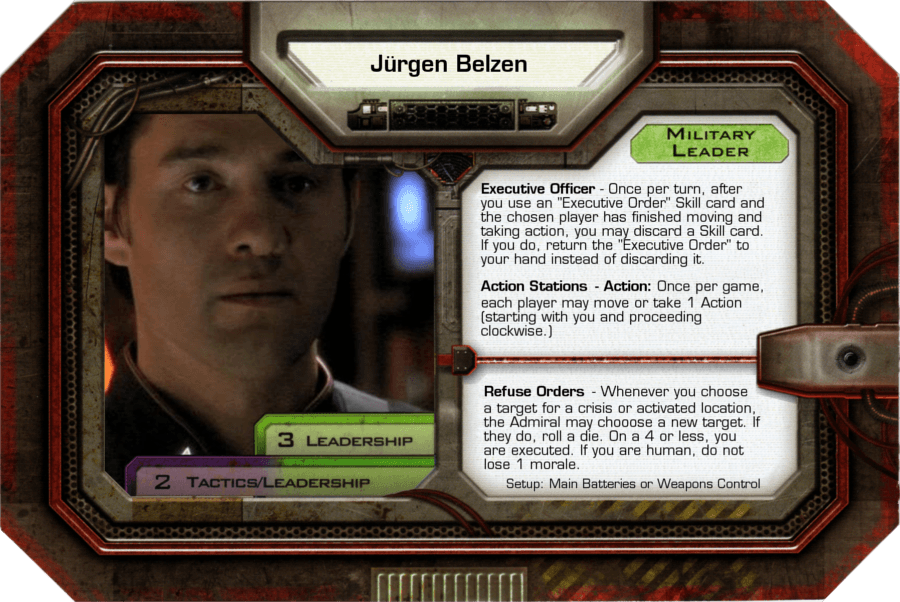 Jürgen Belzen
Military
Leader
Executive Officer - Once per turn, after
you use an "Executive Order" Skill card and
the chosen player has finished moving and
taking action, you may discard a Skill card.
If you do, return the "Executive Order" to
your hand instead of discarding it.
Action Stations - Action: Once per game,
each player may move or take 1 Action
(starting with you and proceeding
clockwise.)
Refuse Orders - Whenever you choose
a target for a crisis or activated location,
the Admiral may chooose a new target. If
they do, roll a die. On a 4 or less, you
are executed. If you are human, do not
lose 1 morale.
Setup: Main Batteries or Weapons Control
3 Leadership
2 Tactics/Leadership